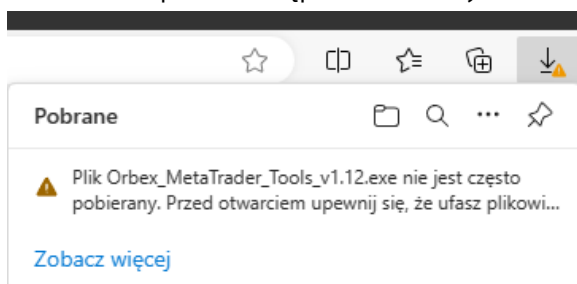 Pobrane
Plik Orbex_MetaTrader_Tools_v1.12.exe nie jest często
pobierany. Przed otwarciem upewnij się, że ufasz plikowi...
Zobacz więcej